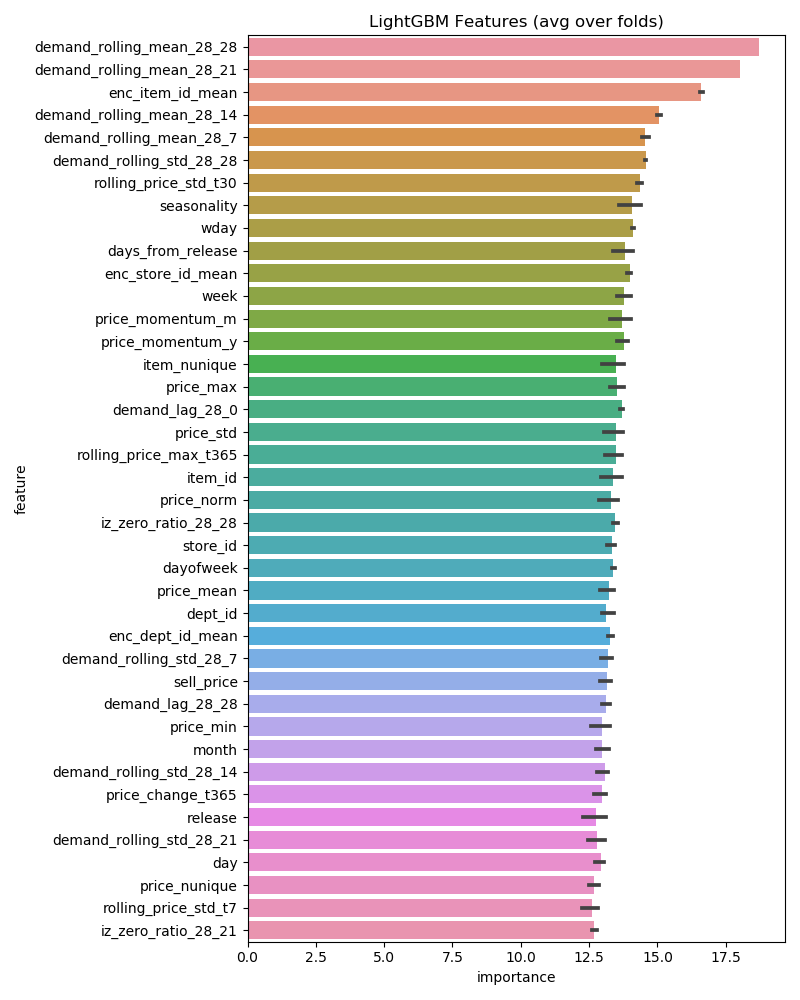 LightGBM Features (avg over folds)
demand_rolling_mean_28_28
demand_rolling_mean_28_21
enc_item_id_mean
demand_rolling_mean_28_14
demand_rolling_mean_28_7
demand_rolling_std_28_28
rolling_price_std_t30
seasonality
wday
days_from_release
enc_store_id_mean
week
price_momentum_m
price_momentum_y
item_nunique
price_max
demand_lag_28_0
price_std
rolling_price_max_t365
item_id
price_norm
iz_zero_ratio_28_28
store_id
dayofweek
price_mean
dept_id
enc_dept_id_mean
demand_rolling_std_28_7
sell_price
demand_lag_28_28
price_min
month
demand_rolling_std_28_14
price_change_t365
release
demand_rolling_std_28_21
day
price_nunique
rolling_price_std_t7
iz_zero_ratio_28_21
feature
0.0 2.5 5.0 7.5 10.0 12.5 15.0 17.5
importance